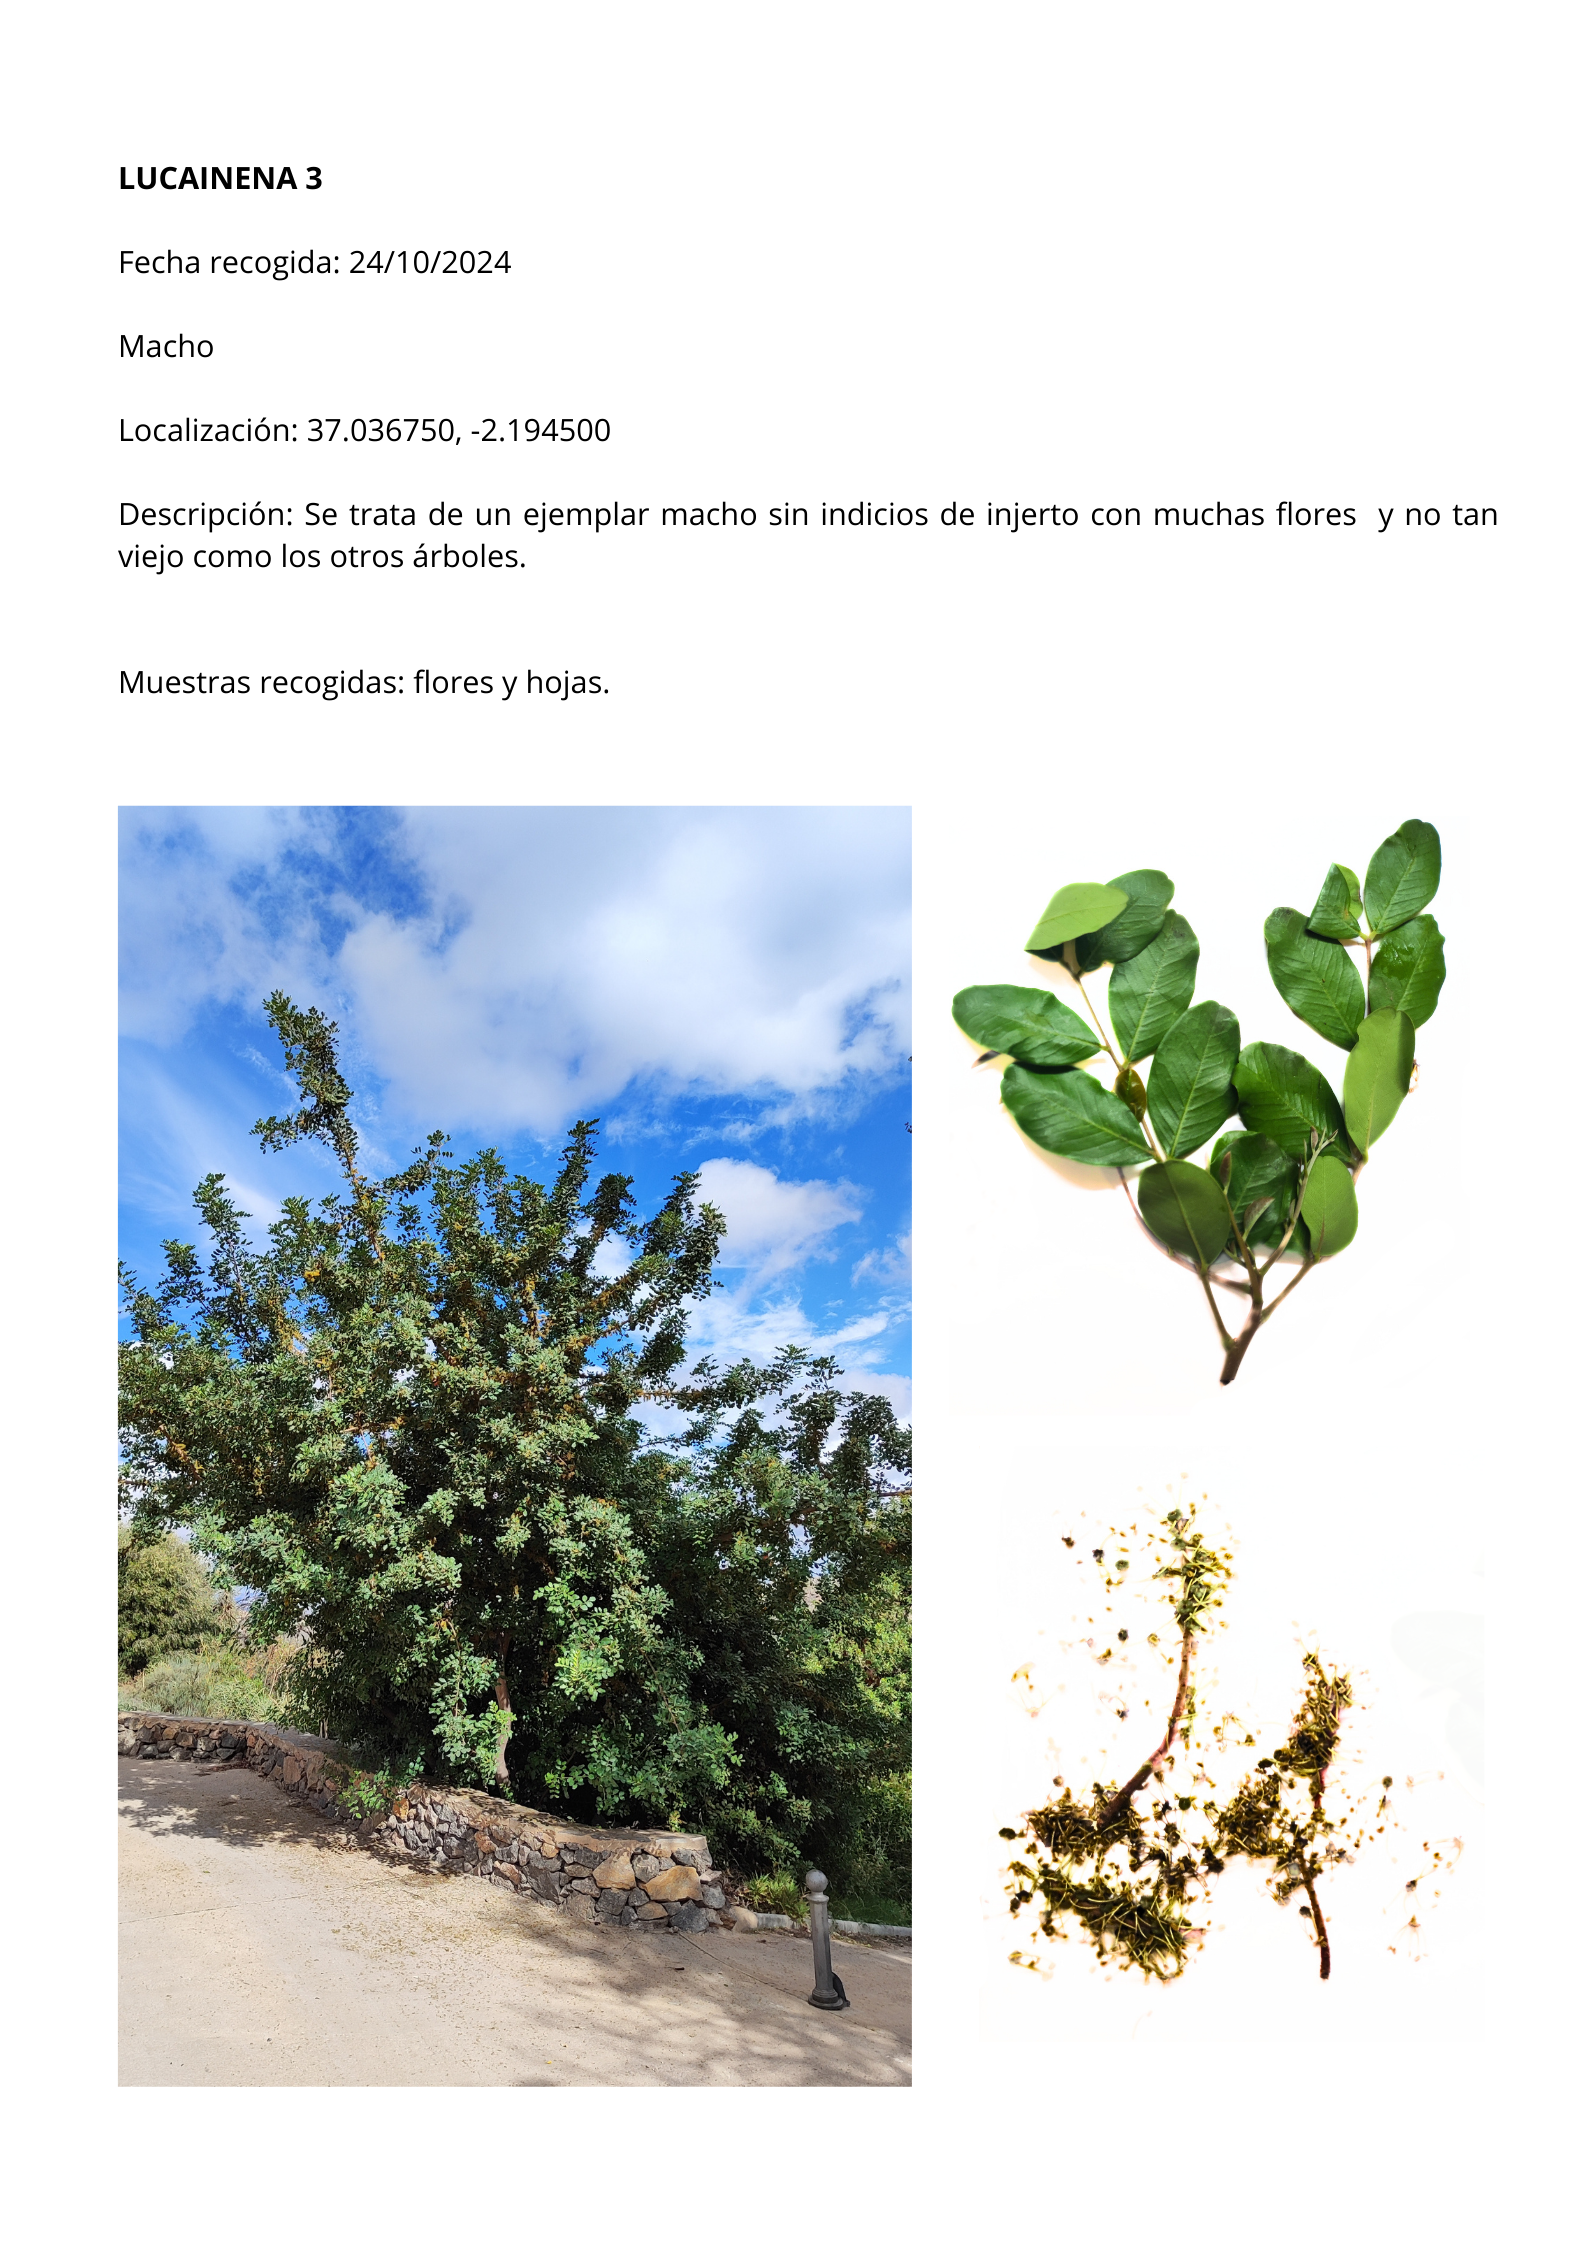 LUCAINENA 3
Fecha recogida: 24/10/2024
Macho
Localización: 37.036750, -2.194500
Descripción: Se trata de un ejemplar macho sin indicios de injerto con muchas flores  y no tan
viejo como los otros árboles.
Muestras recogidas: flores y hojas.